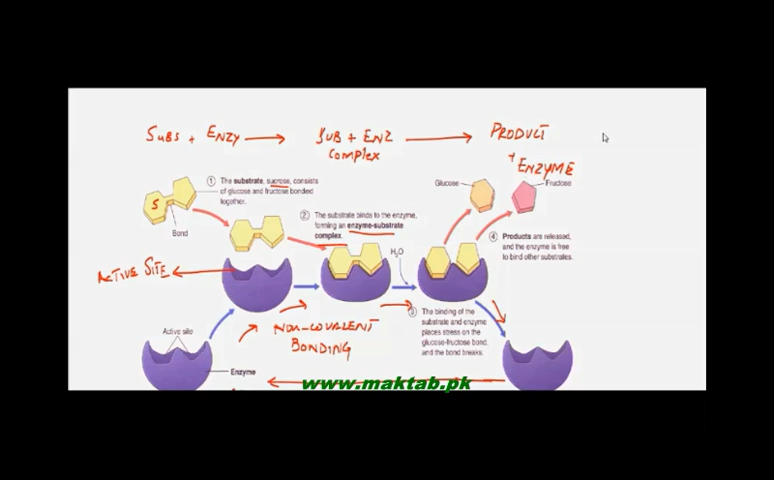 SUBS + ENZY → SUB + ENZ complex → PRODUCT + ENZYME
① The substrate, sucrose, consists
of glucose and fructose bonded
together.
S
Bond
② The substrate binds to the enzyme,
forming an enzyme-substrate
complex.
Glucose
Fructose
H₂O
④ Products are released,
and the enzyme is free
to bind other substrates.
ACTIVE SITE
③ The binding of the
substrate and enzyme
places stress on the
glucose-fructose bond,
and the bond breaks.
NON-COVALENT
BONDING
Active site
Enzyme
www.maktab.pk